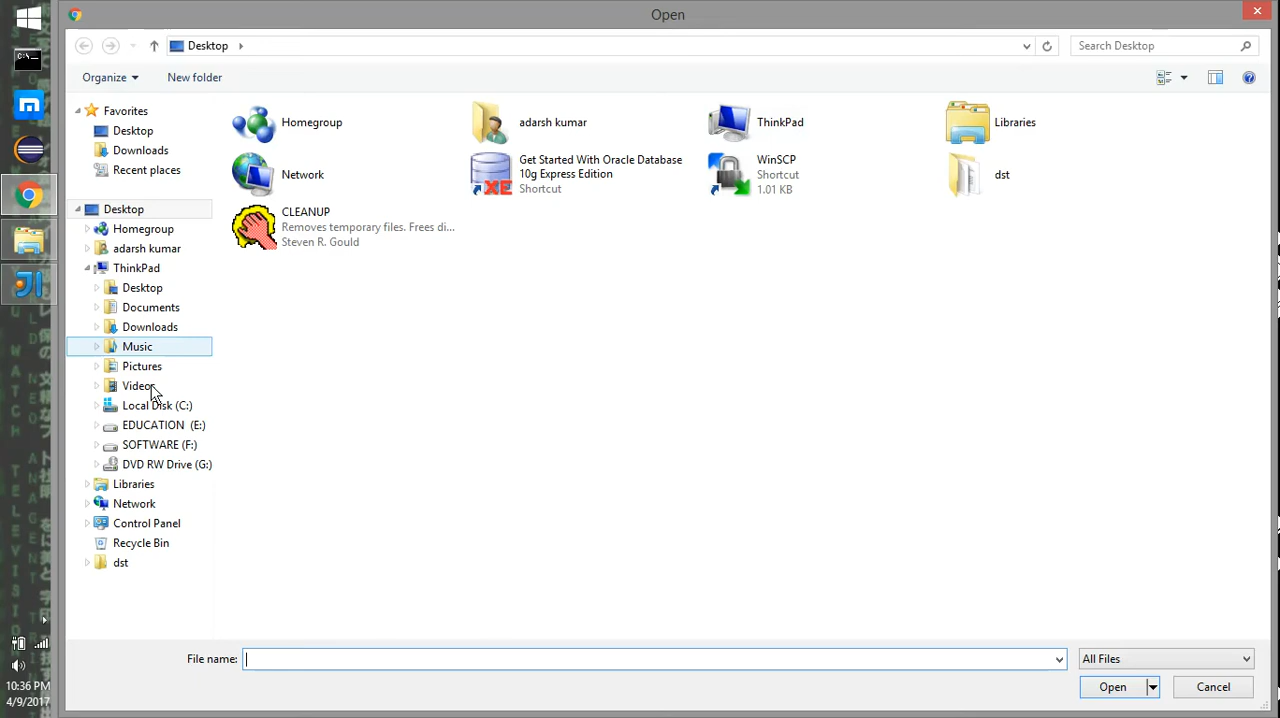 Open
Desktop
Search Desktop
Organize
New folder
Favorites
Desktop
Downloads
Recent places
Desktop
Homegroup
adarsh kumar
ThinkPad
Desktop
Documents
Downloads
Music
Pictures
Videos
Local Disk (C:)
EDUCATION (E:)
SOFTWARE (F:)
DVD RW Drive (G:)
Libraries
Network
Control Panel
Recycle Bin
dst
Homegroup
adarsh kumar
ThinkPad
Libraries
Network
Get Started With Oracle Database
10g Express Edition
Shortcut
WinSCP
Shortcut
1.01 KB
dst
CLEANUP
Removes temporary files. Frees di...
Steven R. Gould
File name:
All Files
Open
Cancel
10:36 PM
4/9/2017